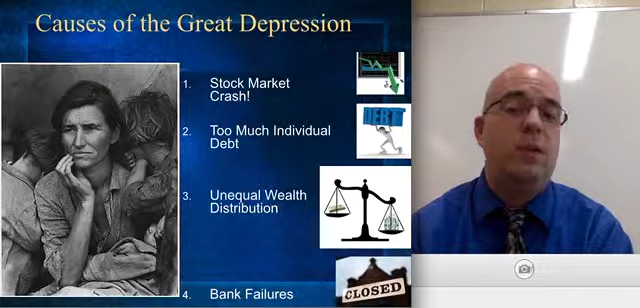 Causes of the Great Depression
1. Stock Market
Crash!
2. Too Much Individual
Debt
DEBT
3. Unequal Wealth
Distribution
4. Bank Failures
CLOSED